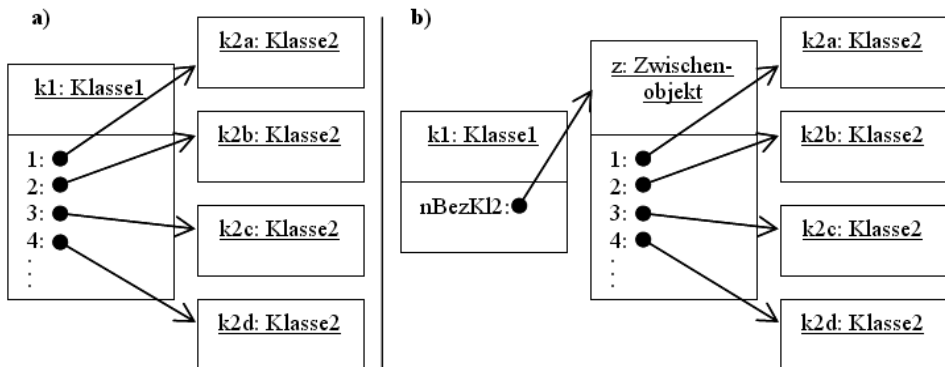 a)
k1: Klasse1
1:
2:
3:
4:
.
.
.
k2a: Klasse2
k2b: Klasse2
k2c: Klasse2
k2d: Klasse2
b)
k1: Klasse1
nBezKl2:
z: Zwischen-
objekt
1:
2:
3:
4:
.
.
.
k2a: Klasse2
k2b: Klasse2
k2c: Klasse2
k2d: Klasse2